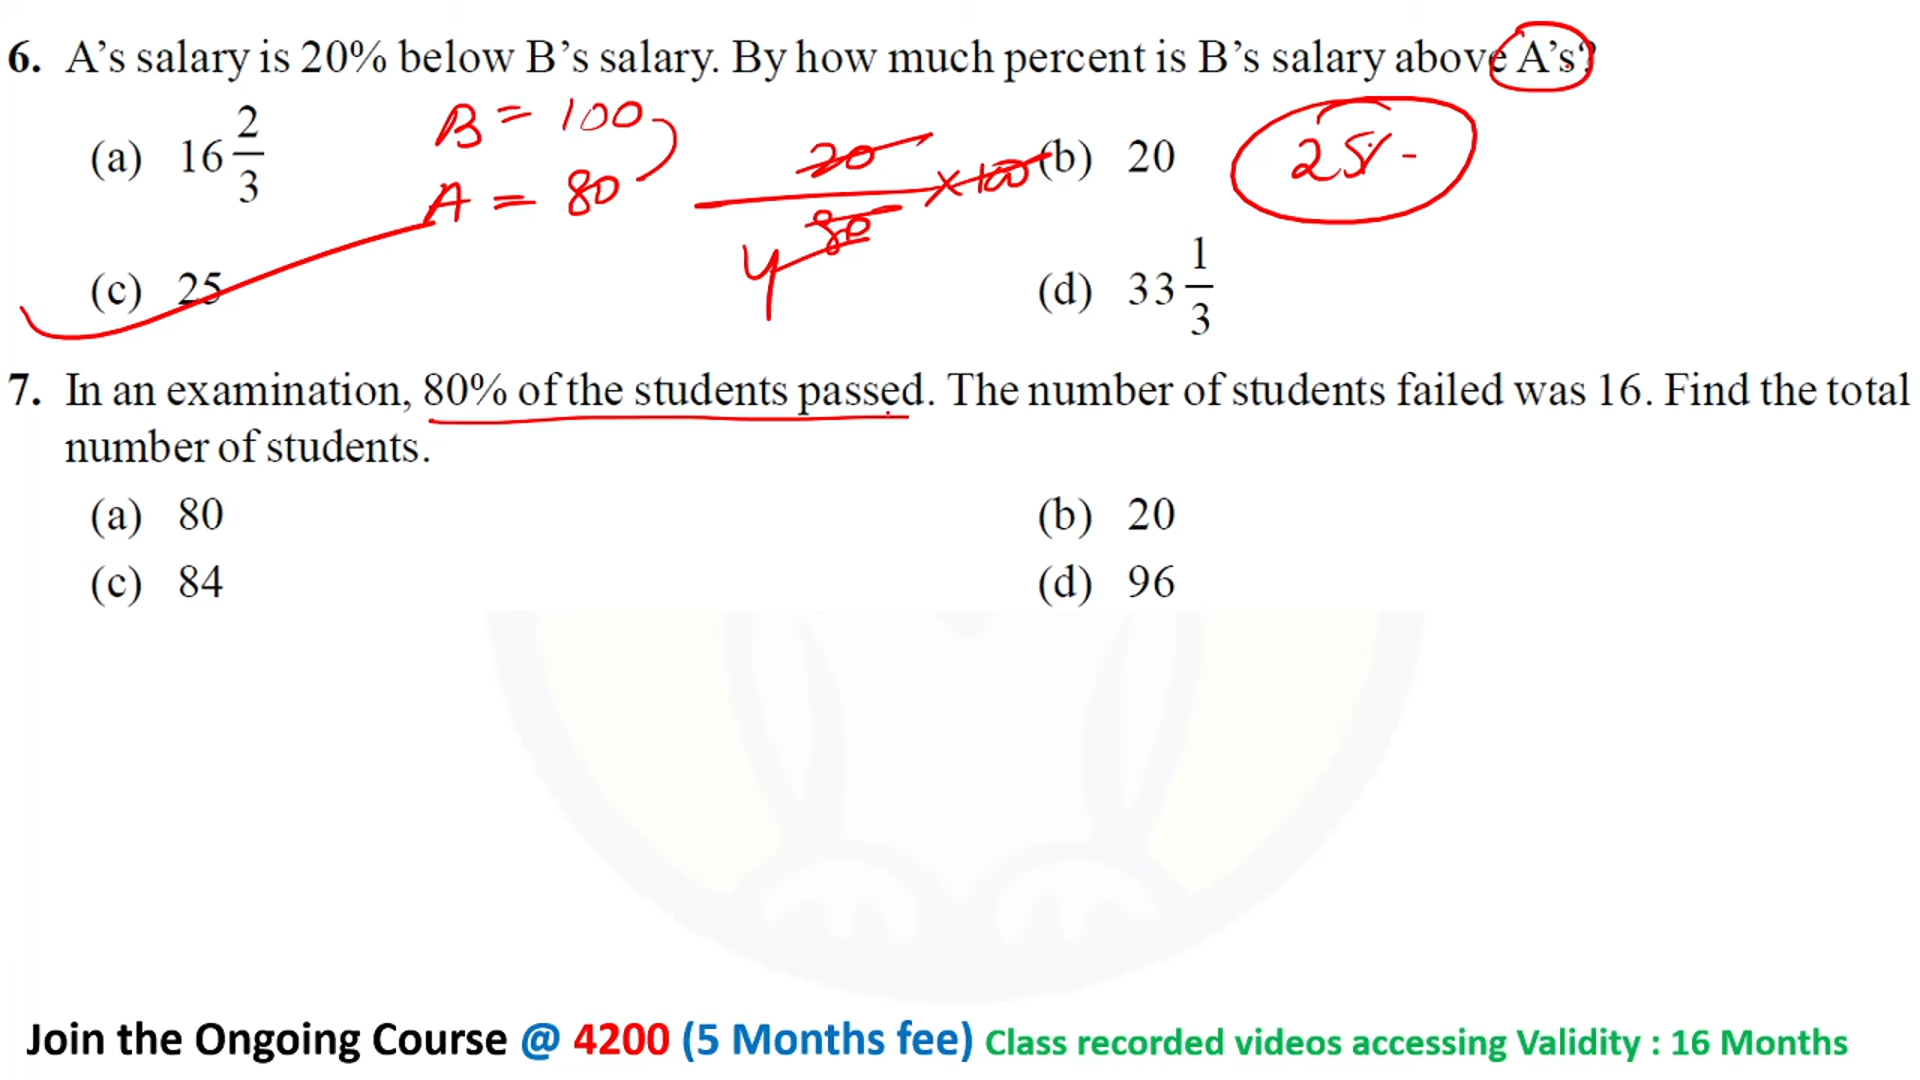 6. A's salary is 20% below B's salary. By how much percent is B's salary above A's?
B = 100
A = 80
20
80
× 100
4
25% -
(a) 16 2/3
(b) 20
(c) 25
(d) 33 1/3
7. In an examination, 80% of the students passed. The number of students failed was 16. Find the total
number of students.
(a) 80
(b) 20
(c) 84
(d) 96
Join the Ongoing Course @ 4200 (5 Months fee) Class recorded videos accessing Validity : 16 Months